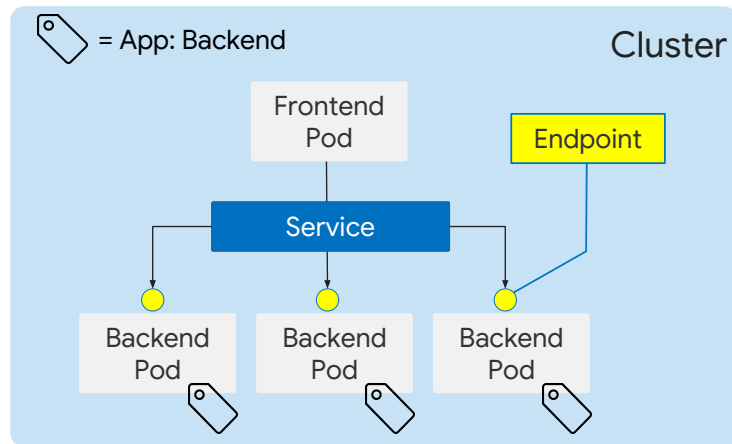 = App: Backend
Cluster
Frontend
Pod
Endpoint
Service
Backend
Pod
Backend
Pod
Backend
Pod